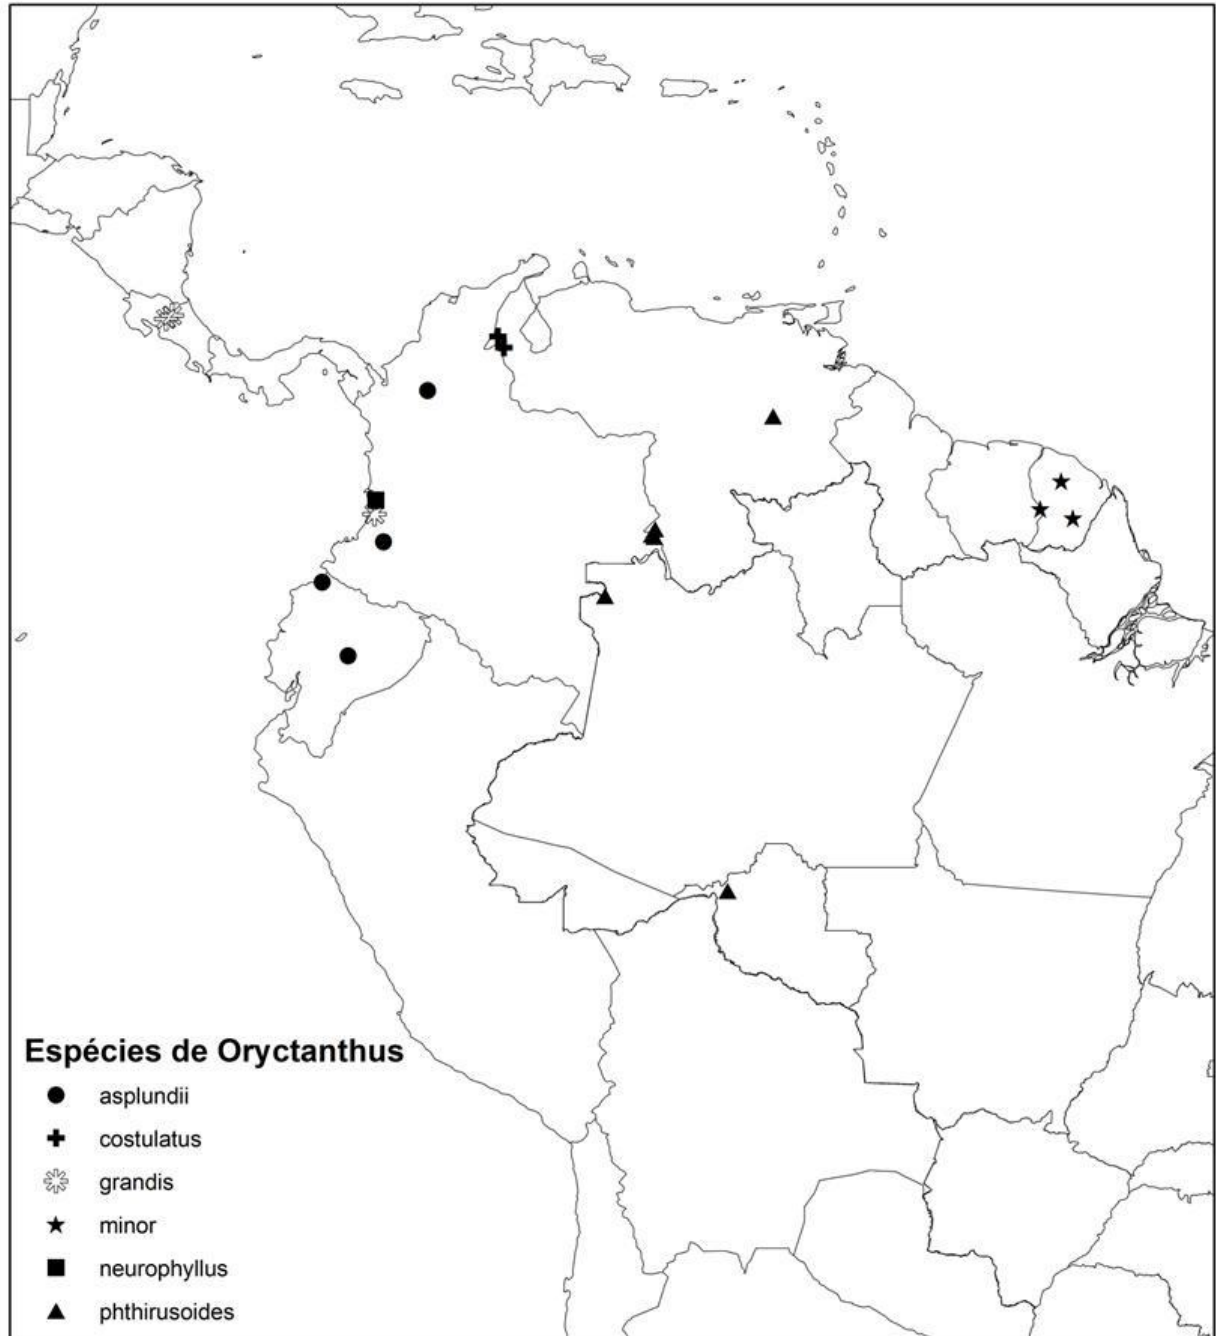 Espécies de Oryctanthus
asplundii
costulatus
grandis
minor
neurophyllus
phthirusoides